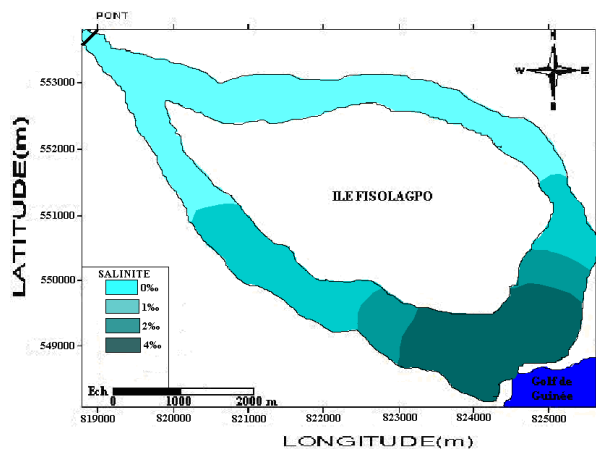 PONT
N
W E
S
553000
552000
551000
550000
549000
LATITUDE(m)
ILE FISOLAGPO
SALINITE
0‰
1‰
2‰
4‰
Ech
0 1000 2000 m
Golf de
Guinée
819000 820000 821000 822000 823000 824000 825000
LONGITUDE(m)